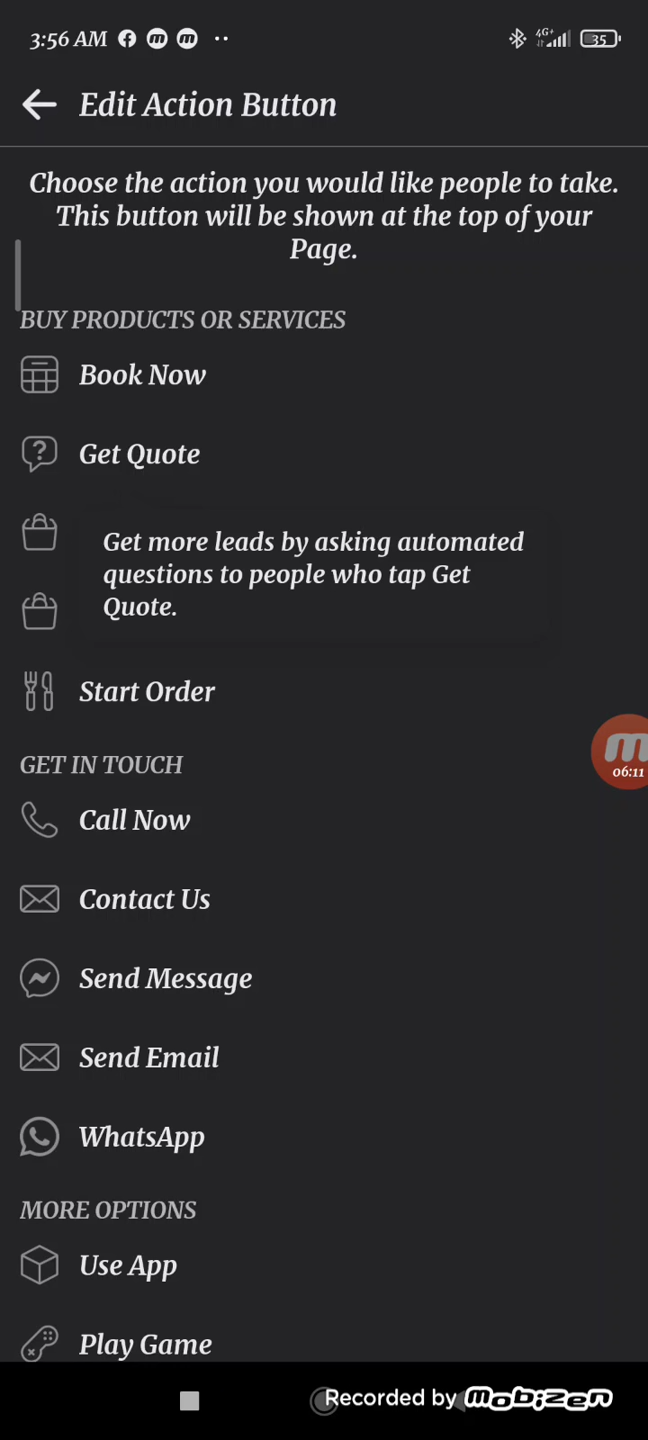 3:56 AM
4G+
35
Edit Action Button
Choose the action you would like people to take.
This button will be shown at the top of your
Page.
BUY PRODUCTS OR SERVICES
Book Now
Get Quote
Get more leads by asking automated
questions to people who tap Get
Quote.
Start Order
GET IN TOUCH
06:11
Call Now
Contact Us
Send Message
Send Email
WhatsApp
MORE OPTIONS
Use App
Play Game
Recorded by mobizen